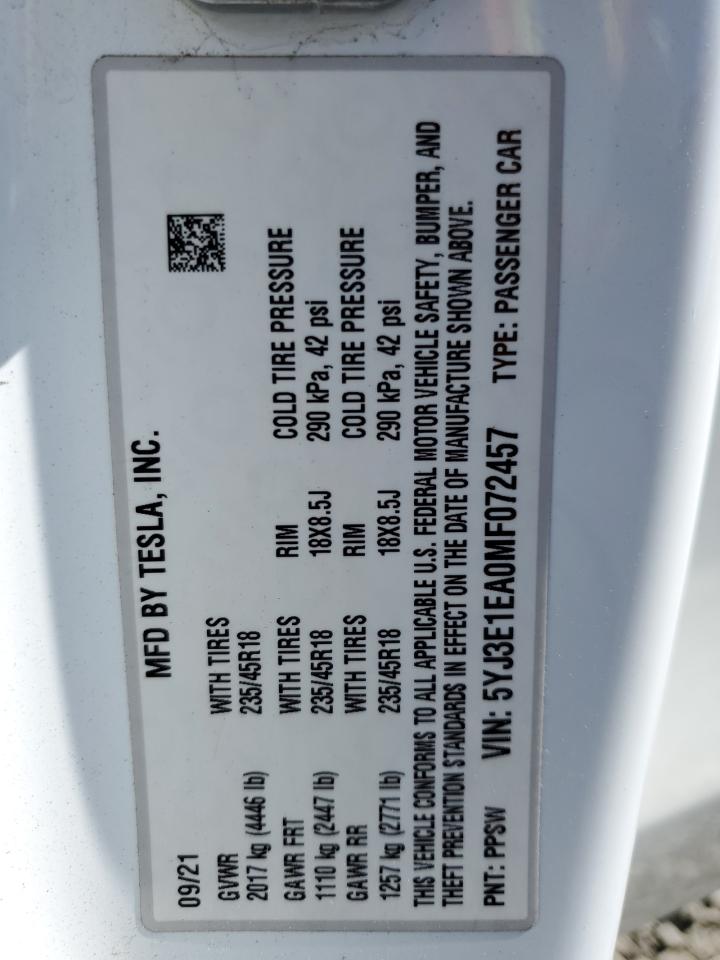 MFD BY TESLA, INC.
09/21
GVWR WITH TIRES
2017 kg (4446 lb) 235/45R18
GAWR FRT WITH TIRES RIM COLD TIRE PRESSURE
1110 kg (2447 lb) 235/45R18 18X8.5J 290 kPa, 42 psi
GAWR RR WITH TIRES RIM COLD TIRE PRESSURE
1257 kg (2771 lb) 235/45R18 18X8.5J 290 kPa, 42 psi
THIS VEHICLE CONFORMS TO ALL APPLICABLE U.S. FEDERAL MOTOR VEHICLE SAFETY, BUMPER, AND
THEFT PREVENTION STANDARDS IN EFFECT ON THE DATE OF MANUFACTURE SHOWN ABOVE.
PNT: PPSW VIN: 5YJ3E1EA0MF072457 TYPE: PASSENGER CAR